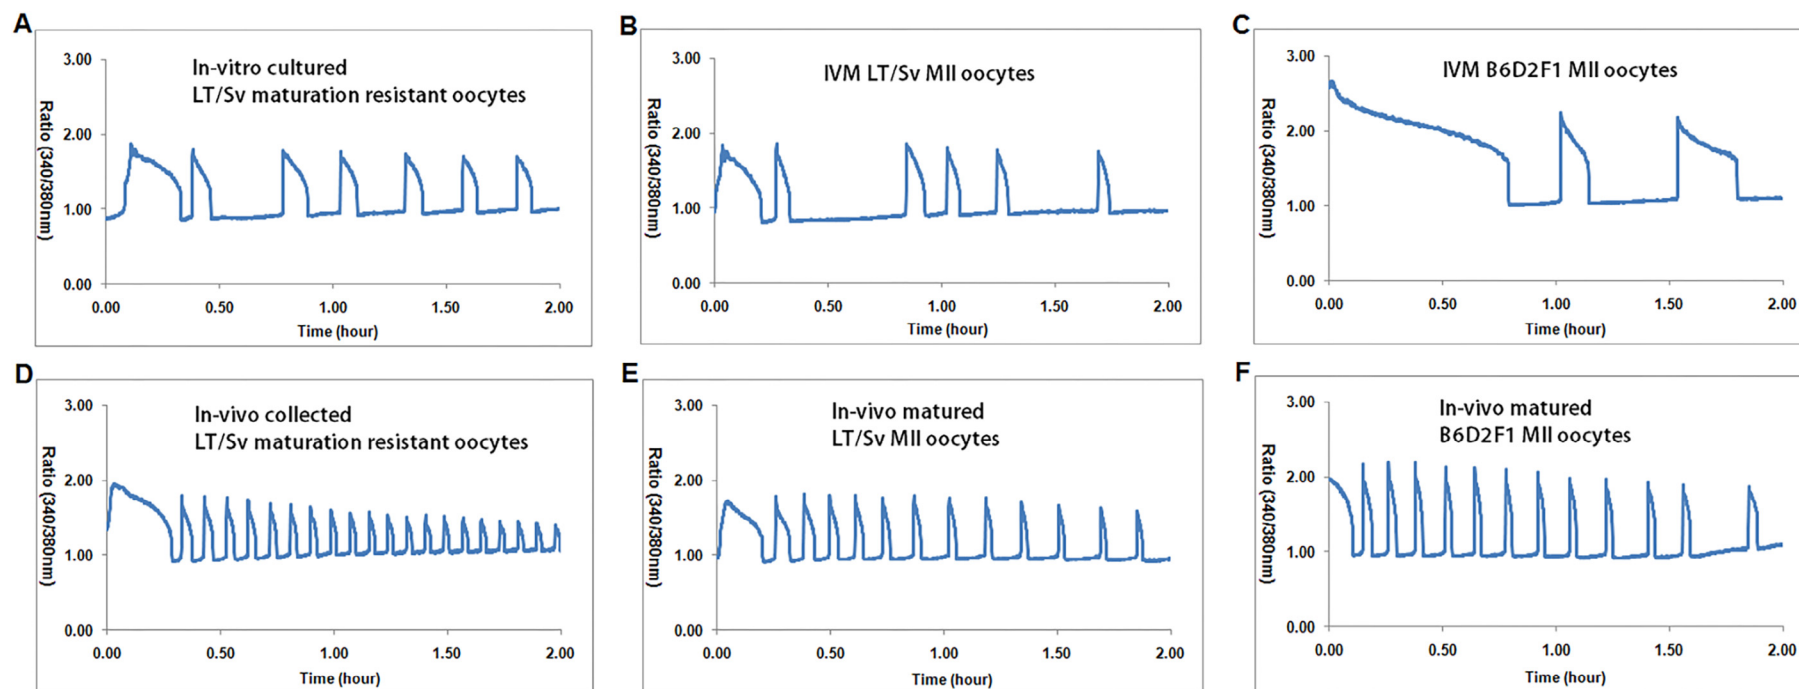 A
In-vitro cultured
LT/Sv maturation resistant oocytes
Ratio (340/380nm)
3.00
2.00
1.00
0.00
0.00 0.50 1.00 1.50 2.00
Time (hour)
B
IVM LT/Sv MII oocytes
Ratio (340/380nm)
3.00
2.00
1.00
0.00
0.00 0.50 1.00 1.50 2.00
Time (hour)
C
IVM B6D2F1 MII oocytes
Ratio (340/380nm)
3.00
2.00
1.00
0.00
0.00 0.50 1.00 1.50 2.00
Time (hour)
D
In-vivo collected
LT/Sv maturation resistant oocytes
Ratio (340/380nm)
3.00
2.00
1.00
0.00
0.00 0.50 1.00 1.50 2.00
Time (hour)
E
In-vivo matured
LT/Sv MII oocytes
Ratio (340/380nm)
3.00
2.00
1.00
0.00
0.00 0.50 1.00 1.50 2.00
Time (hour)
F
In-vivo matured
B6D2F1 MII oocytes
Ratio (340/380nm)
3.00
2.00
1.00
0.00
0.00 0.50 1.00 1.50 2.00
Time (hour)